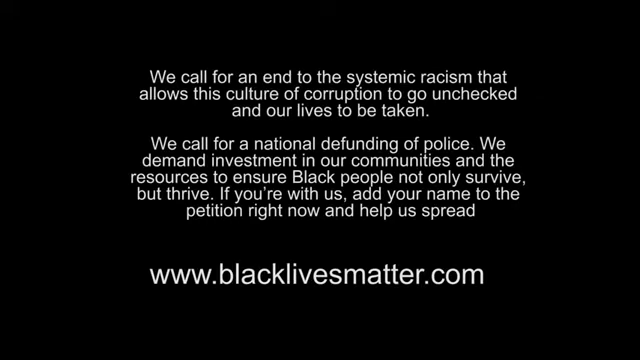 We call for an end to the systemic racism that
allows this culture of corruption to go unchecked
and our lives to be taken.
We call for a national defunding of police. We
demand investment in our communities and the
resources to ensure Black people not only survive,
but thrive. If you're with us, add your name to the
petition right now and help us spread
www.blacklivesmatter.com